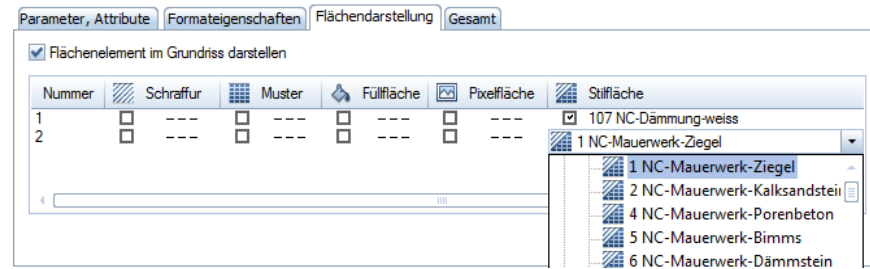 Parameter, Attribute Formateigenschaften Flächendarstellung Gesamt
Flächenelement im Grundriss darstellen
Nummer Schraffur Muster Füllfläche Pixelfläche Stilfläche
1 --- --- --- --- 107 NC-Dämmung-weiss
2 --- --- --- --- 1 NC-Mauerwerk-Ziegel
1 NC-Mauerwerk-Ziegel
2 NC-Mauerwerk-Kalksandstein
4 NC-Mauerwerk-Porenbeton
5 NC-Mauerwerk-Bimms
6 NC-Mauerwerk-Dämmstein